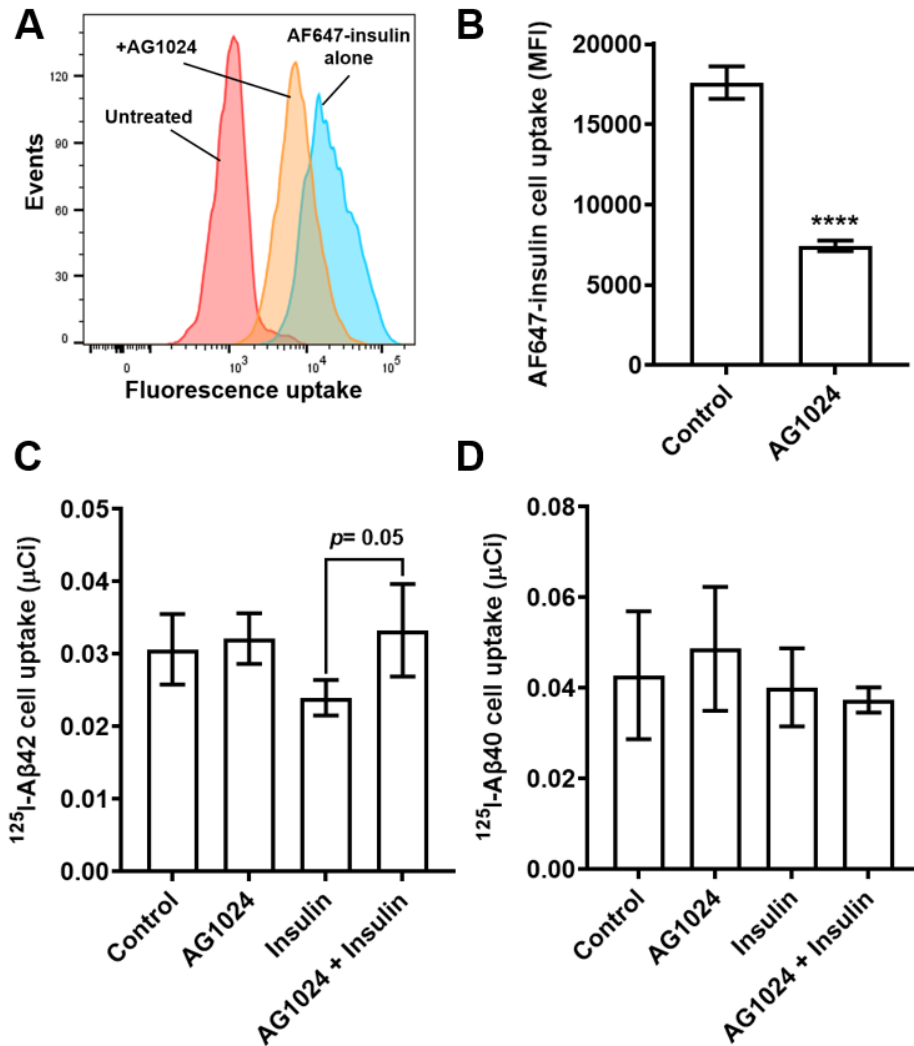 A
+AG1024
AF647-insulin
alone
Untreated
Events
120
90
60
30
0
0
10³
10⁴
10⁵
Fluorescence uptake
B
AF647-insulin cell uptake (MFI)
20000
15000
10000
5000
0
****
Control
AG1024
C
¹²⁵I-Aβ42 cell uptake (μCi)
0.05
0.04
0.03
0.02
0.01
0.00
p= 0.05
Control
AG1024
Insulin
AG1024 + Insulin
D
¹²⁵I-Aβ40 cell uptake (μCi)
0.08
0.06
0.04
0.02
0.00
Control
AG1024
Insulin
AG1024 + Insulin